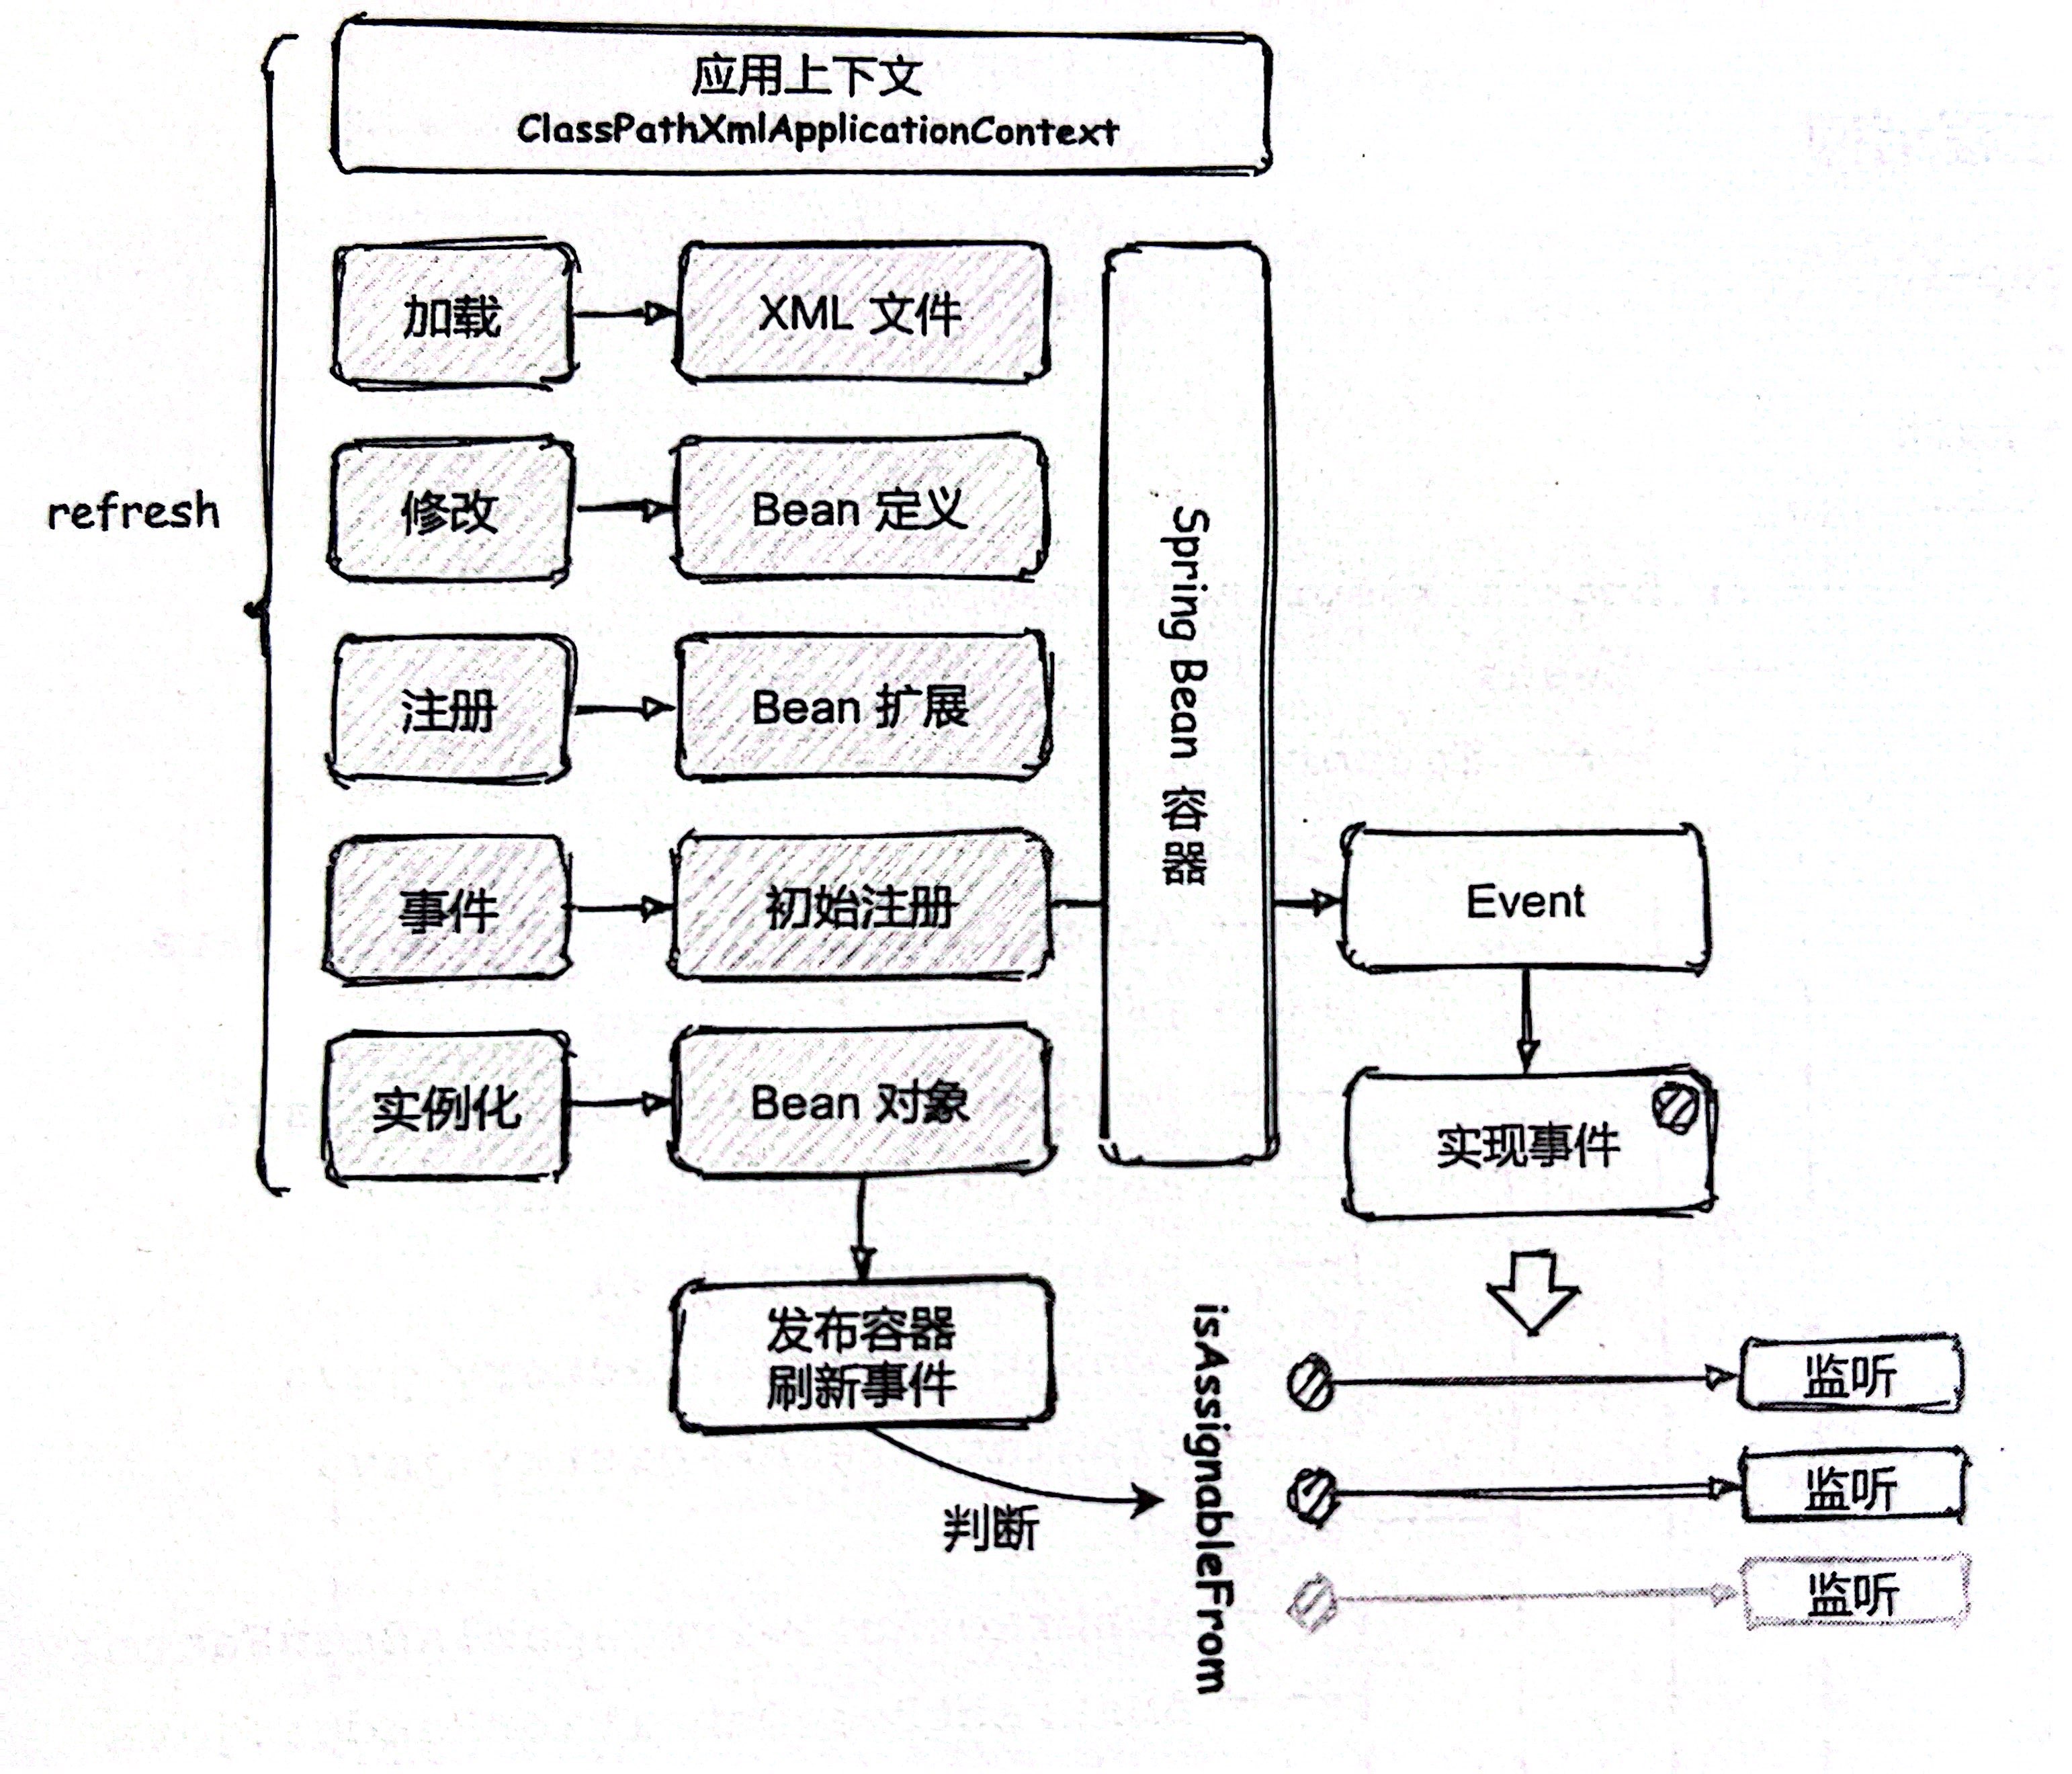 应用上下文
ClassPathXmlApplicationContext
加载
XML 文件
refresh
修改
Bean 定义
注册
Bean 扩展
Spring Bean 容器
事件
初始注册
Event
实例化
Bean 对象
实现事件
发布容器
刷新事件
判断
isAssignableFrom
监听
监听
监听